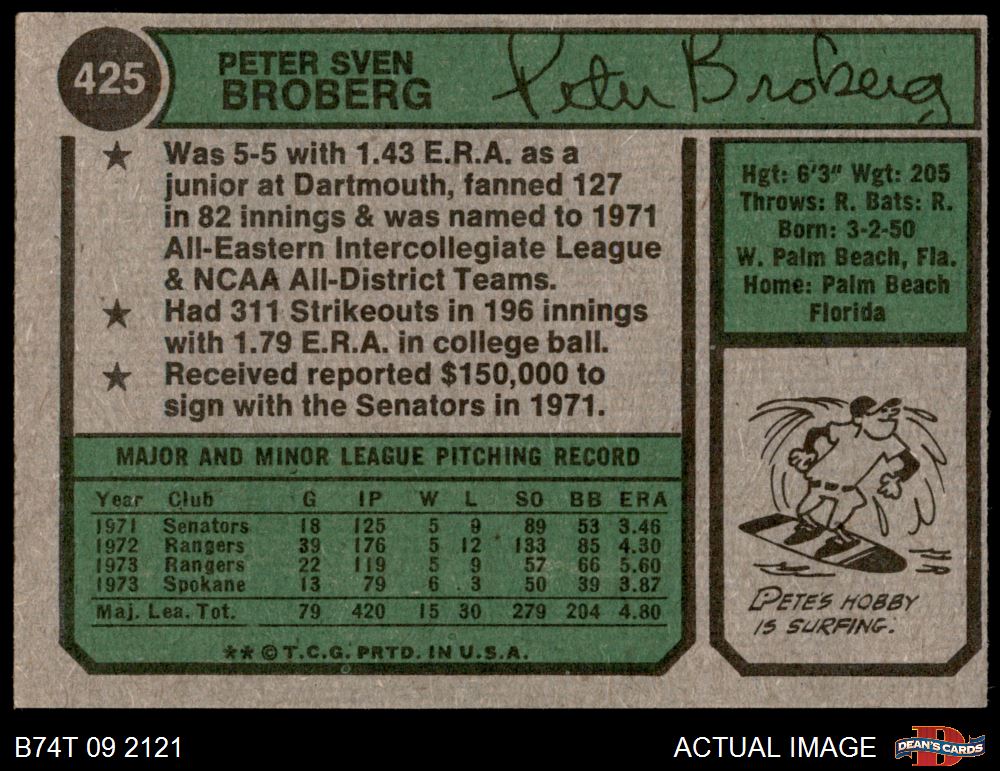 425
PETER SVEN
BROBERG
Peter Broberg
★ Was 5-5 with 1.43 E.R.A. as a
junior at Dartmouth, fanned 127
in 82 innings & was named to 1971
All-Eastern Intercollegiate League
& NCAA All-District Teams.
★ Had 311 Strikeouts in 196 innings
with 1.79 E.R.A. in college ball.
★ Received reported $150,000 to
sign with the Senators in 1971.
Hgt: 6'3" Wgt: 205
Throws: R. Bats: R.
Born: 3-2-50
W. Palm Beach, Fla.
Home: Palm Beach
Florida
MAJOR AND MINOR LEAGUE PITCHING RECORD
Year Club G IP W L SO BB ERA
1971 Senators 18 125 5 9 89 53 3.46
1972 Rangers 39 176 5 12 133 85 4.30
1973 Rangers 22 119 5 9 57 66 5.60
1973 Spokane 13 79 6 3 50 39 3.87
Maj. Lea. Tot. 79 420 15 30 279 204 4.80
** © T.C.G. PRTD. IN U.S.A.
PETE'S HOBBY
IS SURFING.
B74T 09 2121
ACTUAL IMAGE
DEAN'S CARDS